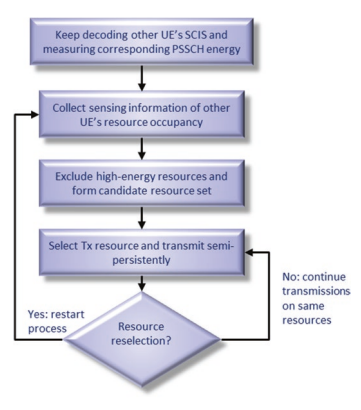 Keep decoding other UE's SCIS and
measuring corresponding PSSCH energy
Collect sensing information of other
UE's resource occupancy
Exclude high-energy resources and
form candidate resource set
Select Tx resource and transmit semi-
persistently
No: continue
transmissions
on same
resources
Yes: restart
process
Resource
reselection?